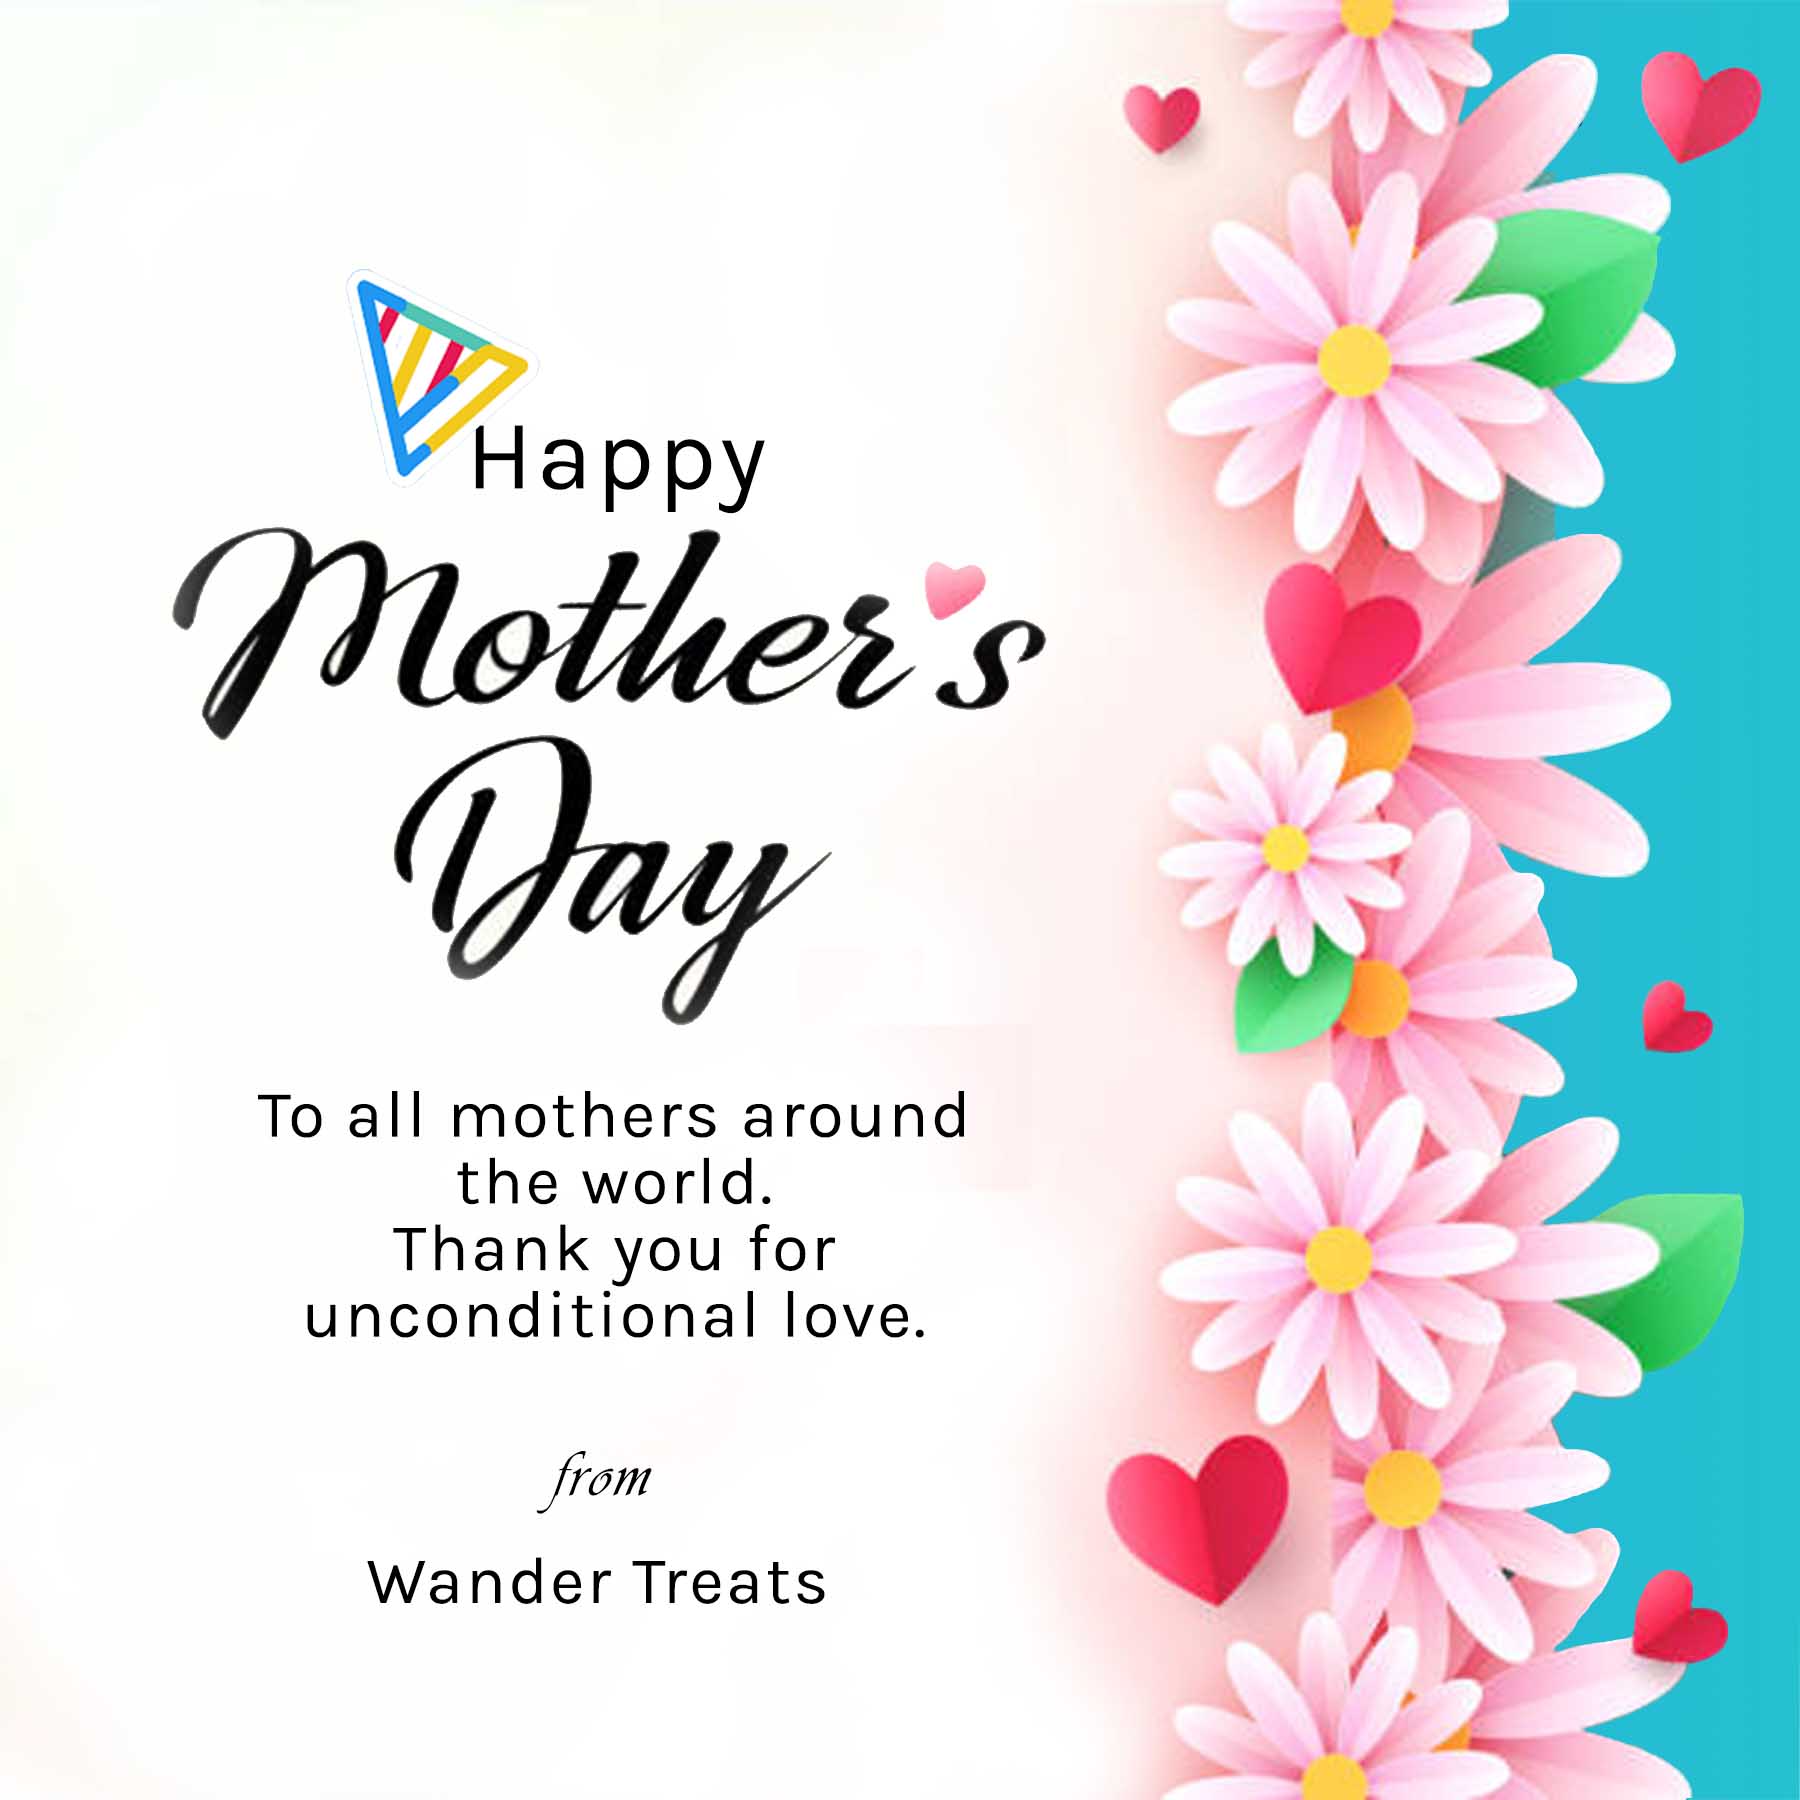 Happy
Mother's
Day
To all mothers around
the world.
Thank you for
unconditional love.
from
Wander Treats